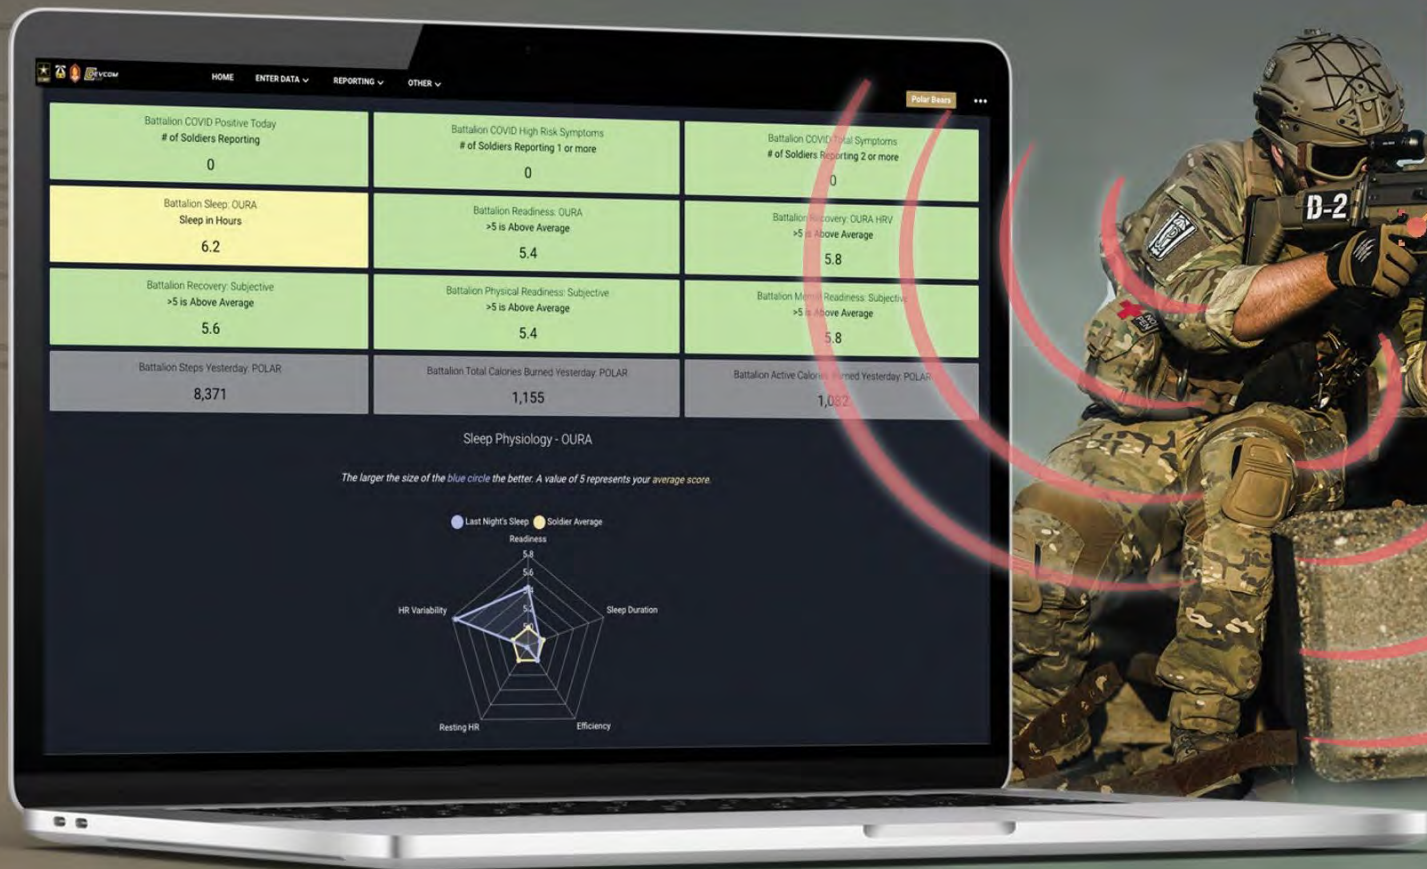 DEVCOM
HOME
ENTER DATA
REPORTING
OTHER
Polar Bears
Battalion COVID Positive Today
# of Soldiers Reporting
0
Battalion COVID High Risk Symptoms
# of Soldiers Reporting 1 or more
0
Battalion COVID Total Symptoms
# of Soldiers Reporting 2 or more
0
Battalion Sleep: OURA
Sleep in Hours
6.2
Battalion Readiness: OURA
>5 is Above Average
5.4
Battalion Recovery: OURA HRV
>5 is Above Average
5.8
Battalion Recovery: Subjective
>5 is Above Average
5.6
Battalion Physical Readiness: Subjective
>5 is Above Average
5.4
Battalion Mental Readiness: Subjective
>5 is Above Average
5.8
Battalion Steps Yesterday: POLAR
8,371
Battalion Total Calories Burned Yesterday: POLAR
1,155
Battalion Active Calories Burned Yesterday: POLAR
Sleep Physiology - OURA
The larger the size of the blue circle the better. A value of 5 represents your average score.
Last Night's Sleep
Soldier Average
Readiness
5.8
5.6
HR Variability
Sleep Duration
Resting HR
Efficiency
D-2